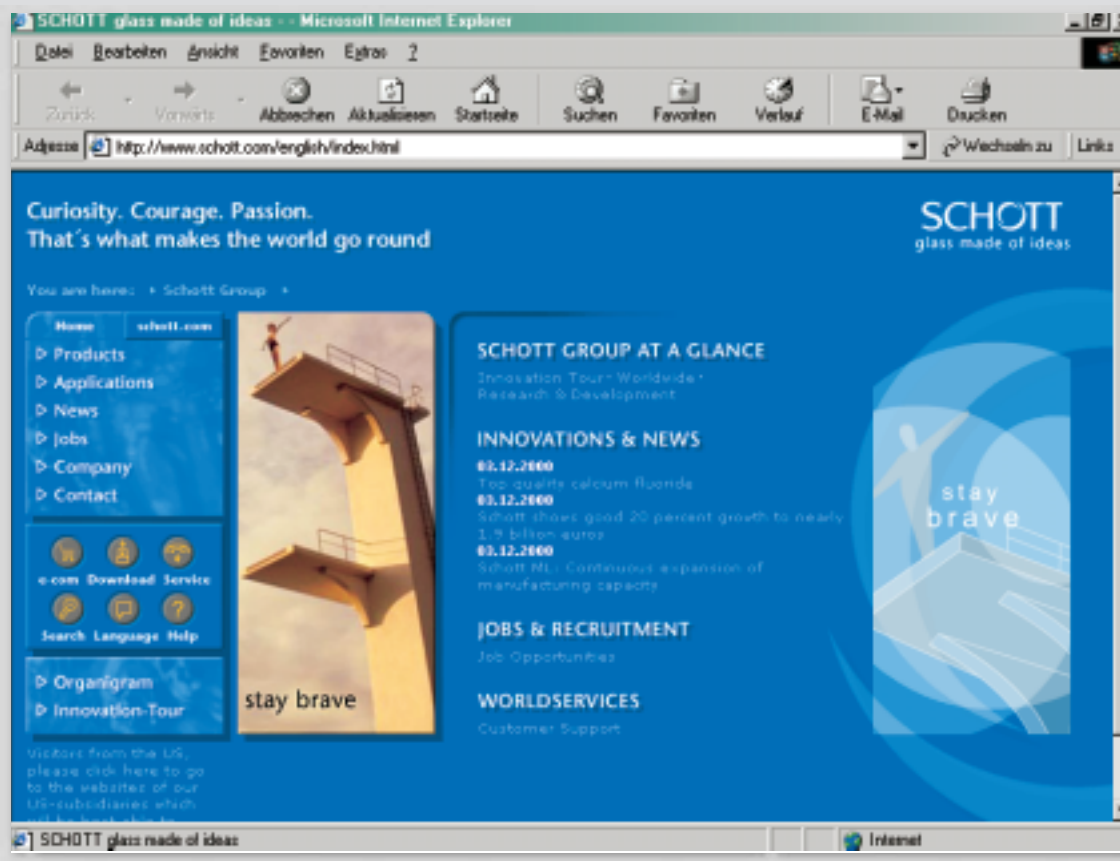 SCHOTT glass made of ideas - - Microsoft Internet Explorer
Datei Bearbeiten Ansicht Favoriten Extras ?
Zurück Vorwärts Abbrechen Aktualisieren Startseite Suchen Favoriten Verlauf E-Mail Drucken
Adresse http://www.schott.com/english/index.html Wechseln zu Links
Curiosity. Courage. Passion.
That´s what makes the world go round
SCHOTT
glass made of ideas
You are here: Schott Group
Home schott.com
Products
Applications
News
Jobs
Company
Contact
e-com Download Service
Search Language Help
Organigram
Innovation-Tour
Visitors from the US,
please click here to go
to the websites of our
US-subsidiaries which
will be best able to
stay brave
SCHOTT GROUP AT A GLANCE
Innovation Tour • Worldwide •
Research & Development
INNOVATIONS & NEWS
03.12.2000
Top quality calcium fluoride
03.12.2000
Schott shows good 20 percent growth to nearly
1.9 billion euros
03.12.2000
Schott ML: Continuous expansion of
manufacturing capacity
JOBS & RECRUITMENT
Job Opportunities
WORLDSERVICES
Customer Support
stay
brave
SCHOTT glass made of ideas Internet